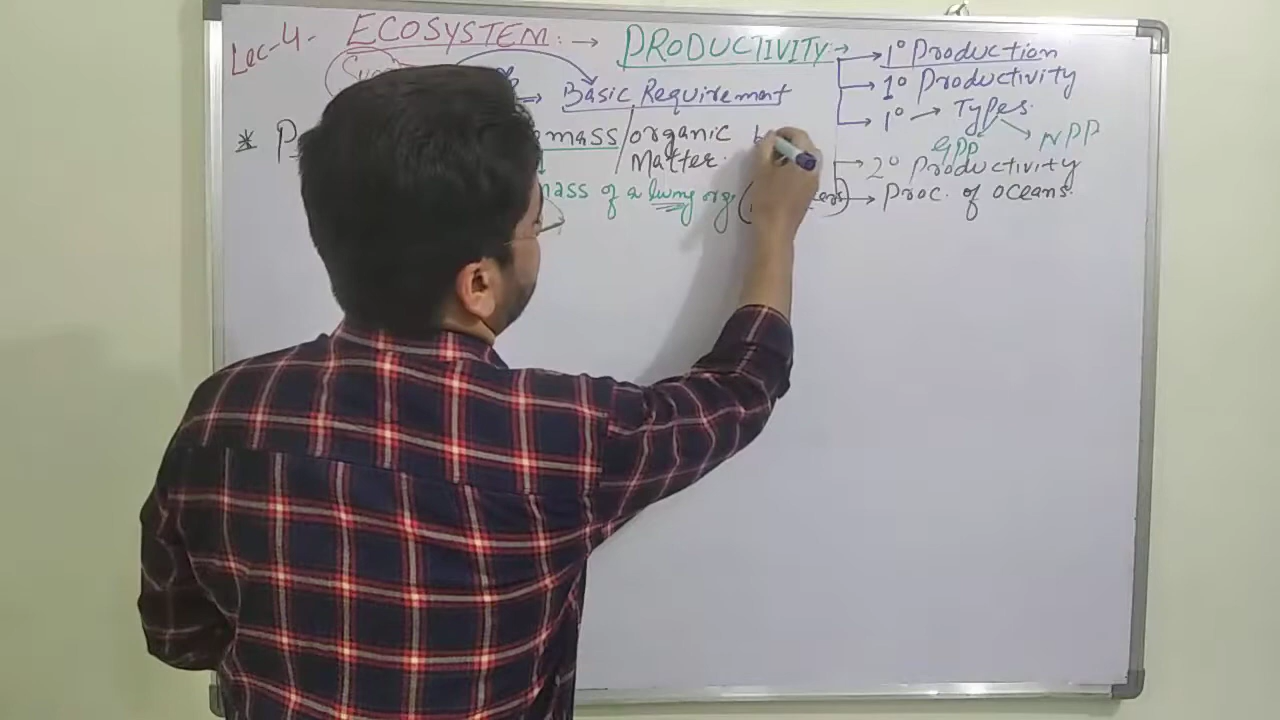 Lec-4- ECOSYSTEM:→ PRODUCTIVITY:→ 1° Production
⇒ Basic Requirement 1° Productivity
1° → Types.
mass/organic GPP NPP
Matter. 2° Productivity
mass of a living org. Proc. of oceans.